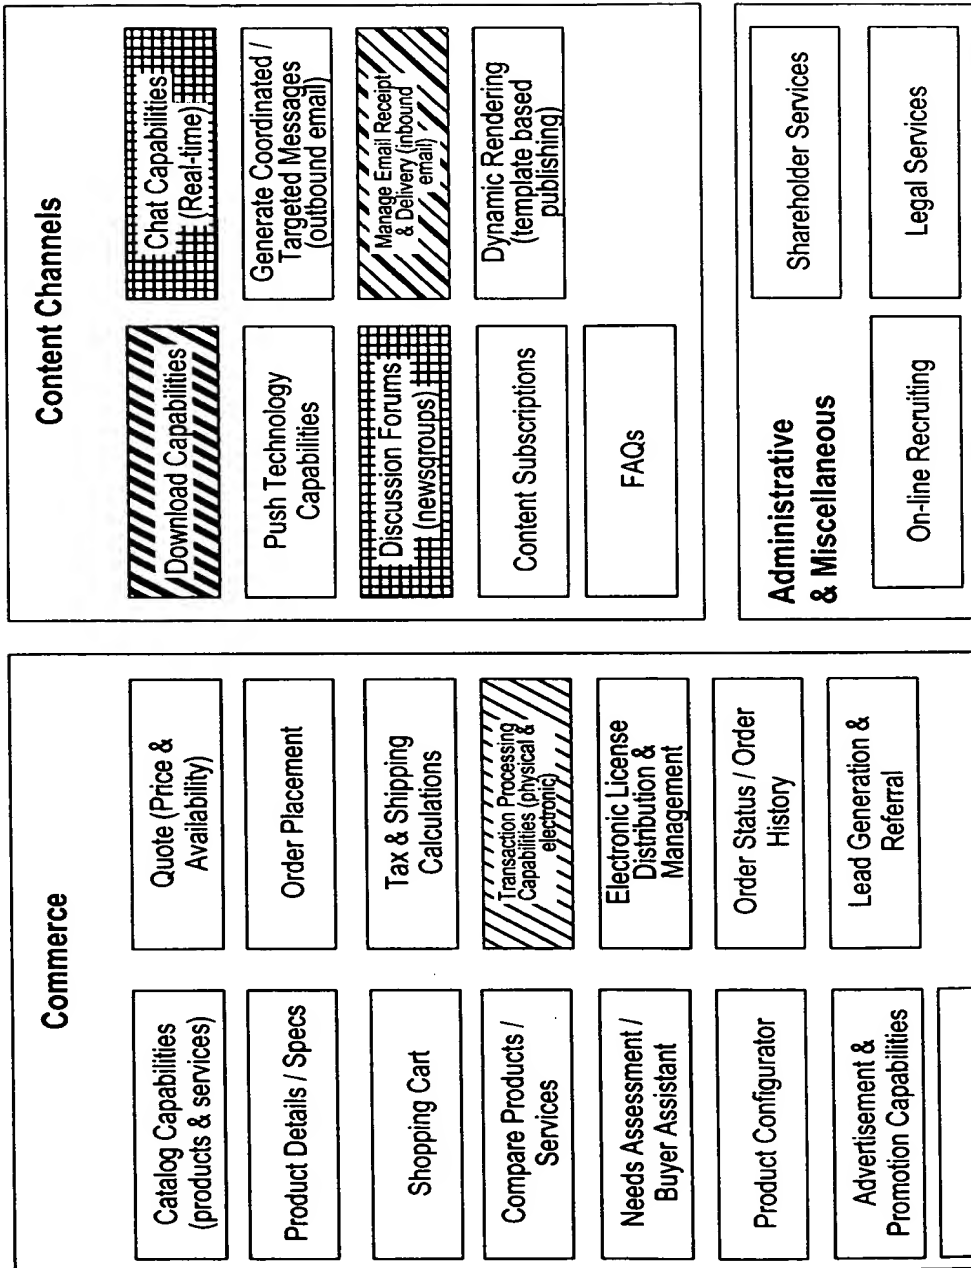 Commerce
Catalog Capabilities
(products & services)
Quote (Price &
Availability)
Product Details / Specs
Order Placement
Shopping Cart
Tax & Shipping
Calculations
Compare Products /
Services
Transaction Processing
Capabilities (physical &
electronic)
Needs Assessment /
Buyer Assistant
Electronic License
Distribution &
Management
Product Configurator
Order Status / Order
History
Advertisement &
Promotion Capabilities
Lead Generation &
Referral
Content Channels
Download Capabilities
Chat Capabilities
(Real-time)
Push Technology
Capabilities
Generate Coordinated /
Targeted Messages
(outbound email)
Discussion Forums
(newsgroups)
Manage Email Receipt
& Delivery (inbound
email)
Content Subscriptions
Dynamic Rendering
(template based
publishing)
FAQs
Administrative
& Miscellaneous
Shareholder Services
On-line Recruiting
Legal Services